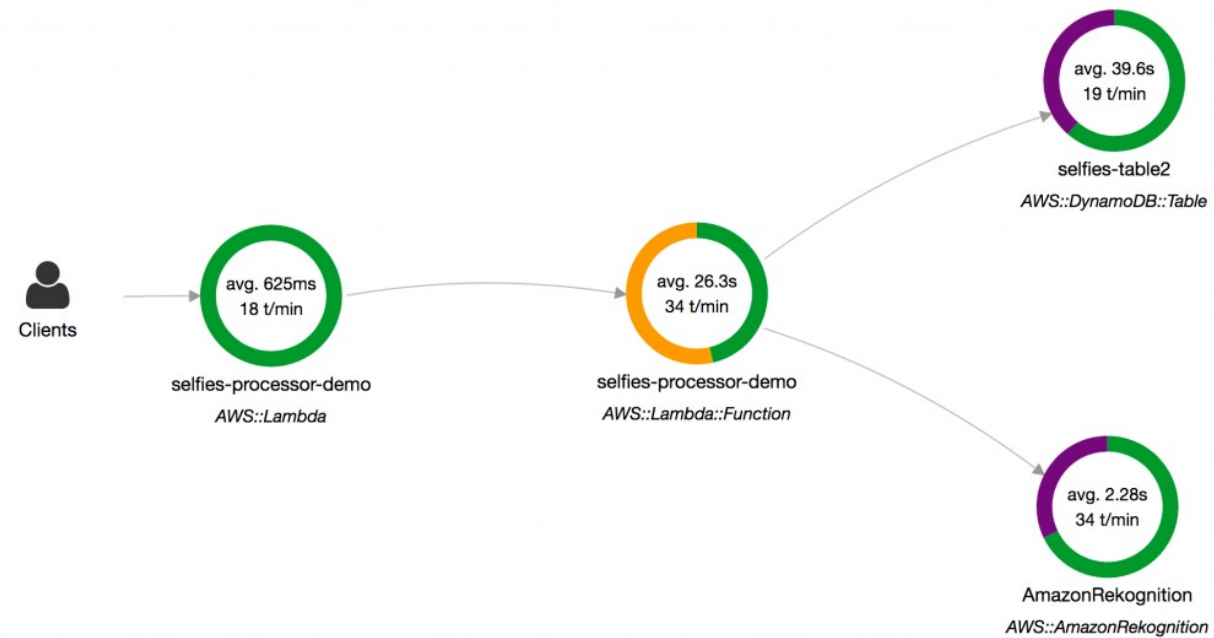 Clients
avg. 625ms
18 t/min
selfies-processor-demo
AWS::Lambda
avg. 26.3s
34 t/min
selfies-processor-demo
AWS::Lambda::Function
avg. 39.6s
19 t/min
selfies-table2
AWS::DynamoDB::Table
avg. 2.28s
34 t/min
AmazonRekognition
AWS::AmazonRekognition